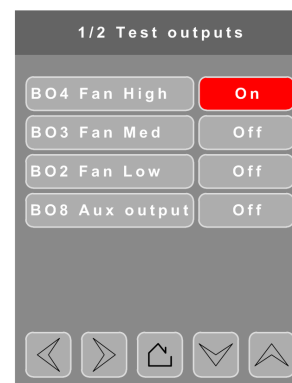 1/2 Test outputs
BO4 Fan High On
BO3 Fan Med Off
BO2 Fan Low Off
BO8 Aux output Off